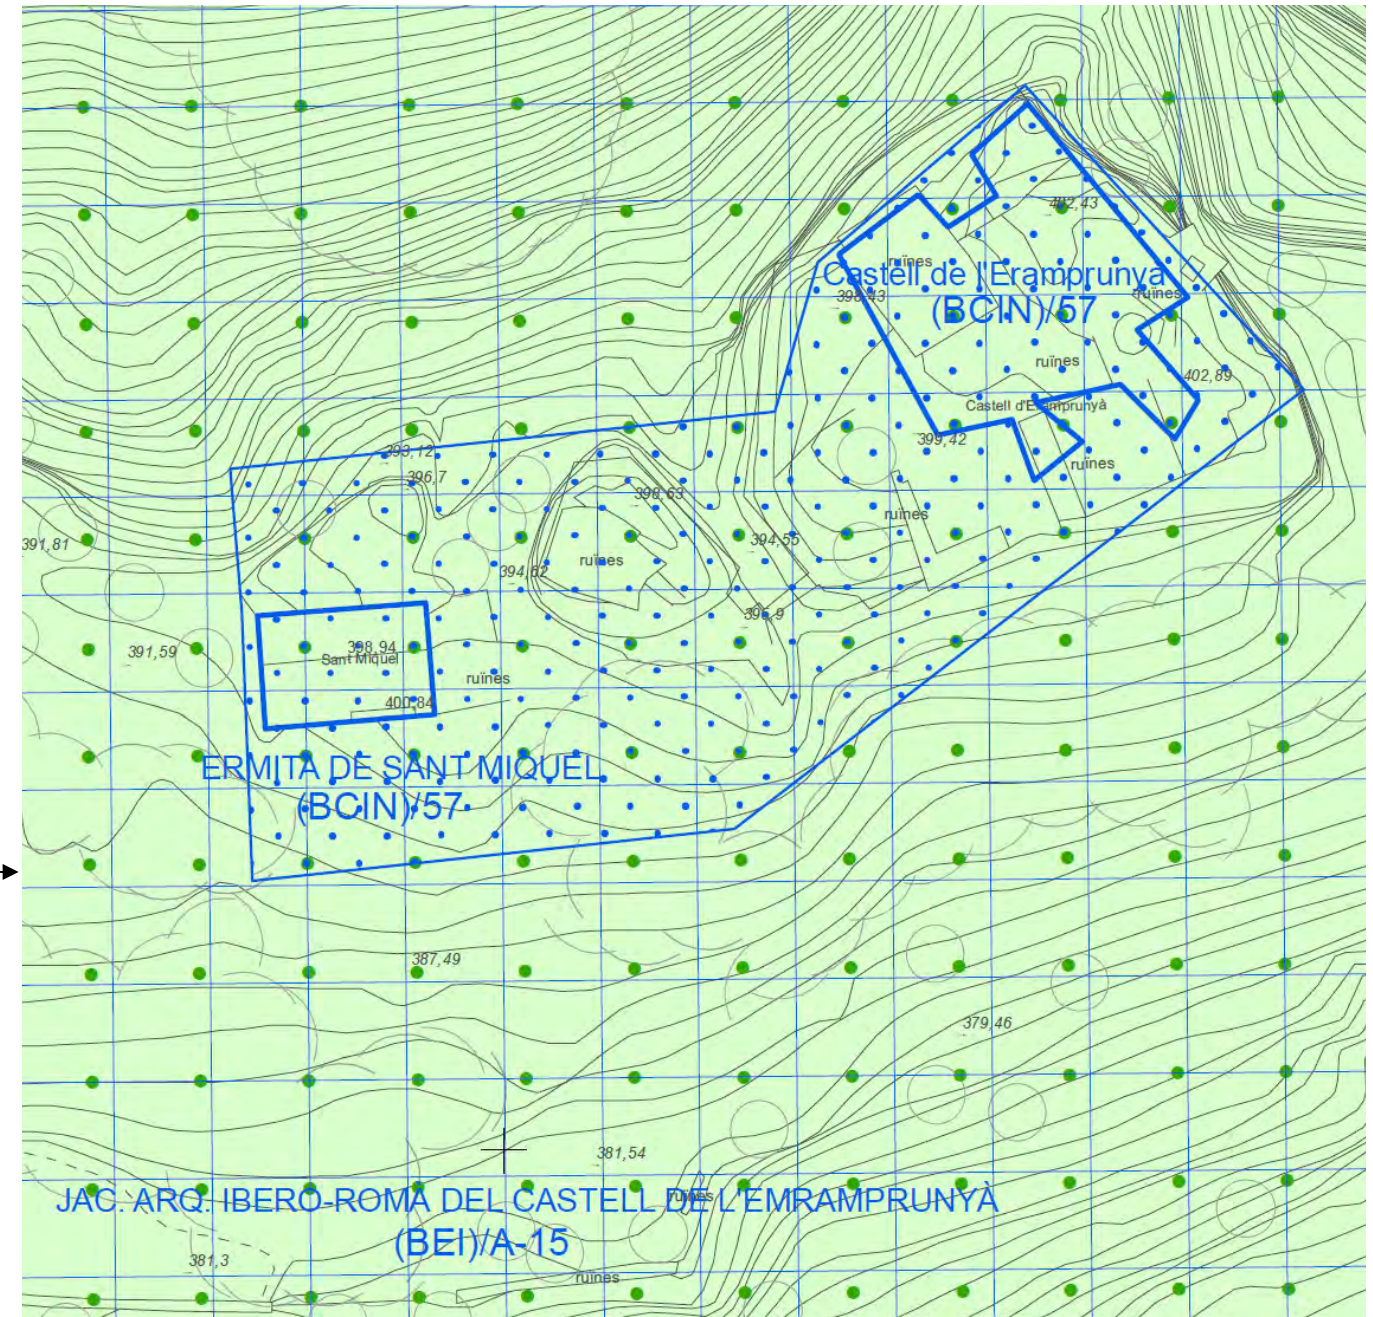 402,43
ruïnes
Castell de l'Eramprunyà
398,43
(BCIN)/57
ruïnes
ruïnes
402,89
Castell d'Eramprunyà
399,42
393,12
396,7
ruïnes
398,63
ruïnes
391,81
394,55
394,62
ruïnes
396,9
391,59
398,94
Sant Miquel
ruïnes
400,84
ERMITA DE SANT MIQUEL
(BCIN)/57
387,49
379,46
381,54
JAC. ARQ. IBERO-ROMÀ DEL CASTELL DE L'EMRAMPRUNYÀ
ruïnes
(BEI)/A-15
381,3
ruïnes